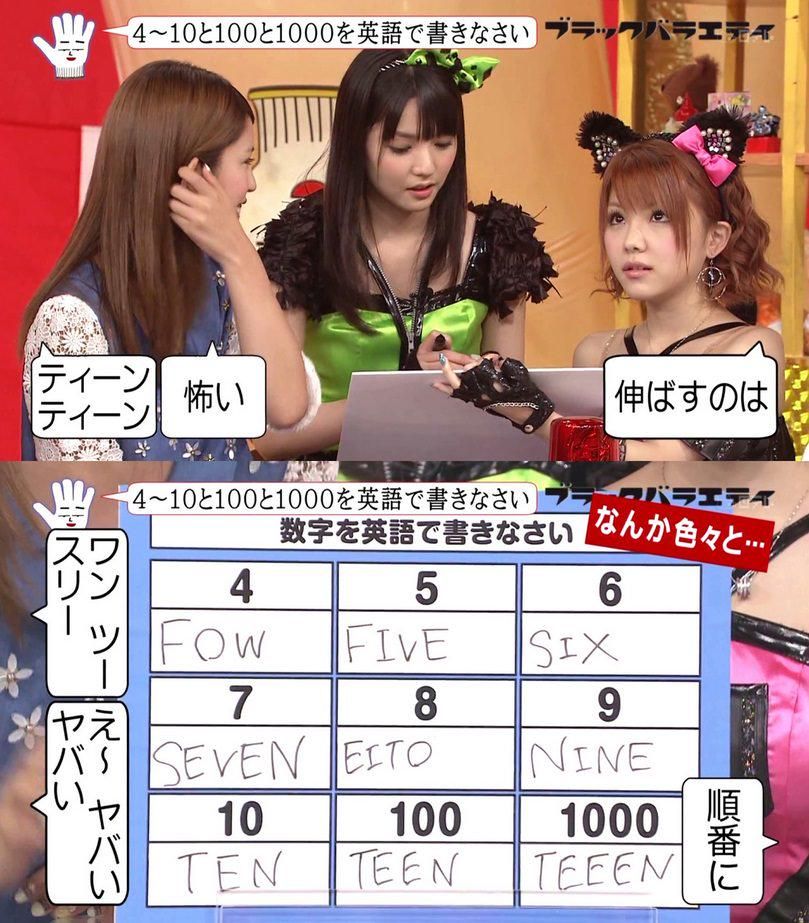 4～10と100と1000を英語で書きなさい
ブラックバラエティ
ティーン
ティーン
怖い
伸ばすのは
4～10と100と1000を英語で書きなさい
ブラックバラエティ
数字を英語で書きなさい
なんか色々と…
ワン ツー
スリー
4
5
6
FOW
FIVE
SIX
7
8
9
SEVEN
EITO
NINE
え～ ヤバい
ヤバい
10
100
1000
TEN
TEEN
TEEEN
順番に